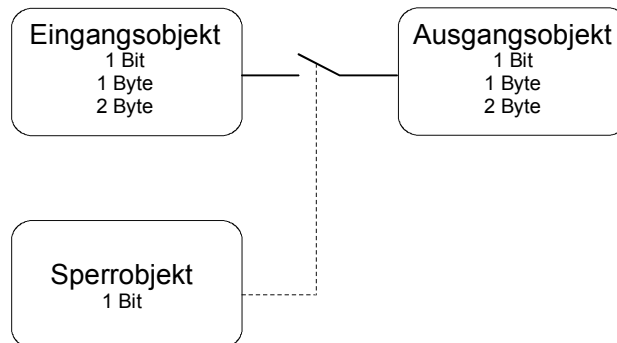 Eingangsobjekt
1 Bit
1 Byte
2 Byte
Ausgangsobjekt
1 Bit
1 Byte
2 Byte
Sperrobjekt
1 Bit